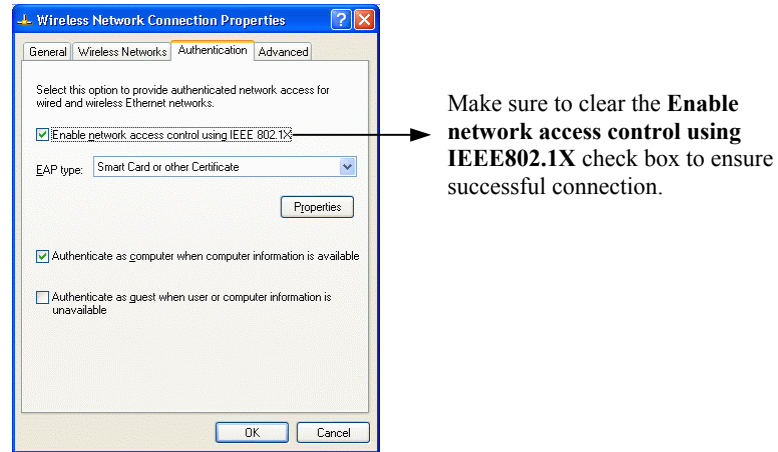 Wireless Network Connection Properties
General Wireless Networks Authentication Advanced
Select this option to provide authenticated network access for
wired and wireless Ethernet networks.
Enable network access control using IEEE 802.1X
EAP type: Smart Card or other Certificate
Properties
Authenticate as computer when computer information is available
Authenticate as guest when user or computer information is
unavailable
OK Cancel
Make sure to clear the Enable
network access control using
IEEE802.1X check box to ensure
successful connection.